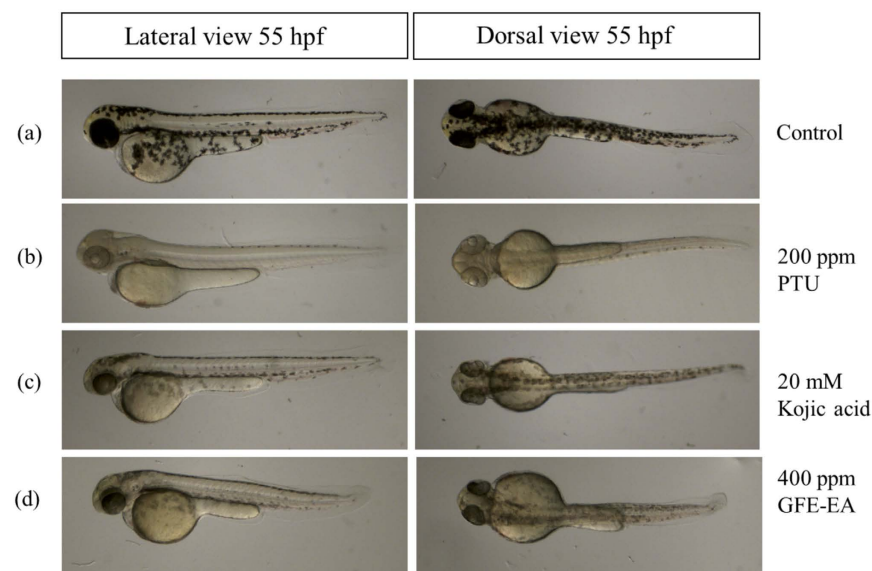 Lateral view 55 hpf
Dorsal view 55 hpf
(a)
Control
(b)
200 ppm
PTU
(c)
20 mM
Kojic acid
(d)
400 ppm
GFE-EA